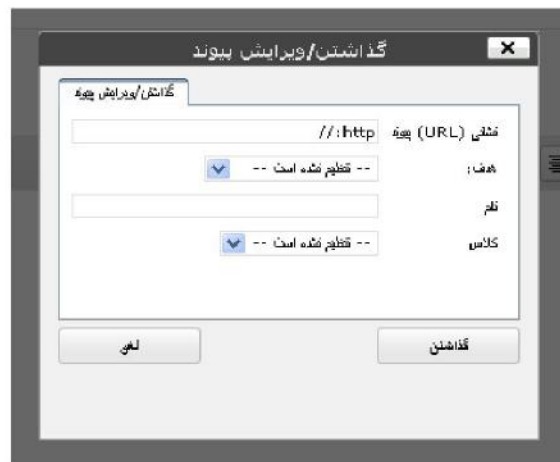 گذاشتن/ویرایش پیوند
گذاشتن/ویرایش پیوند
نشانی (URL) پیوند http://
هدف: -- تنظیم نشده است --
نام
کلاس -- تنظیم نشده است --
گذاشتن لغو